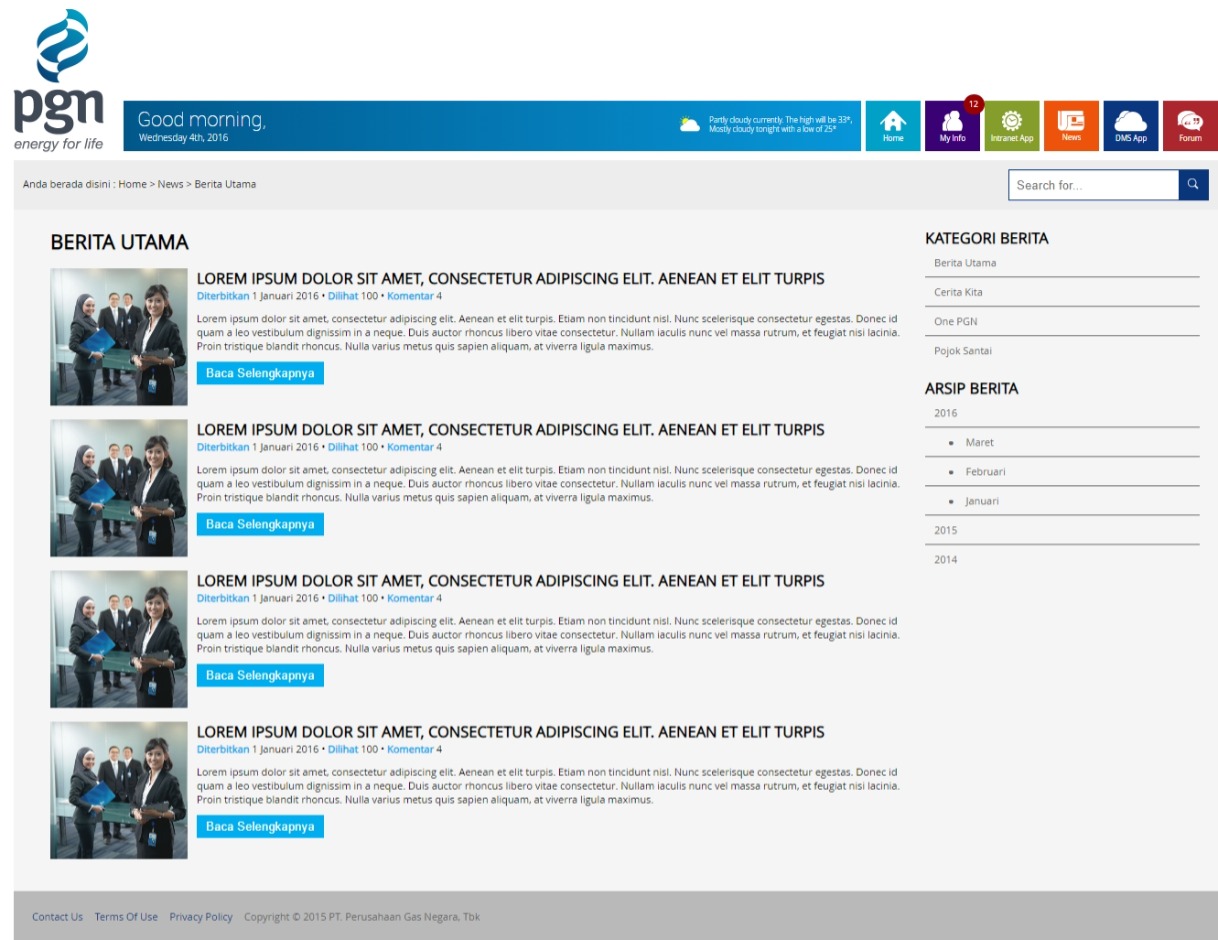 pgn
energy for life
Good morning,
Wednesday 4th, 2016
Partly cloudy currently. The high will be 33°,
Mostly cloudy tonight with a low of 25°
Home
12
My Info
Intranet App
News
DMS App
Forum
Anda berada disini : Home > News > Berita Utama
Search for...
BERITA UTAMA
LOREM IPSUM DOLOR SIT AMET, CONSECTETUR ADIPISCING ELIT. AENEAN ET ELIT TURPIS
Diterbitkan 1 Januari 2016 • Dilihat 100 • Komentar 4
Lorem ipsum dolor sit amet, consectetur adipiscing elit. Aenean et elit turpis. Etiam non tincidunt nisl. Nunc scelerisque consectetur egestas. Donec id
quam a leo vestibulum dignissim in a neque. Duis auctor rhoncus libero vitae consectetur. Nullam iaculis nunc vel massa rutrum, et feugiat nisi lacinia.
Proin tristique blandit rhoncus. Nulla varius metus quis sapien aliquam, at viverra ligula maximus.
Baca Selengkapnya
LOREM IPSUM DOLOR SIT AMET, CONSECTETUR ADIPISCING ELIT. AENEAN ET ELIT TURPIS
Diterbitkan 1 Januari 2016 • Dilihat 100 • Komentar 4
Lorem ipsum dolor sit amet, consectetur adipiscing elit. Aenean et elit turpis. Etiam non tincidunt nisl. Nunc scelerisque consectetur egestas. Donec id
quam a leo vestibulum dignissim in a neque. Duis auctor rhoncus libero vitae consectetur. Nullam iaculis nunc vel massa rutrum, et feugiat nisi lacinia.
Proin tristique blandit rhoncus. Nulla varius metus quis sapien aliquam, at viverra ligula maximus.
Baca Selengkapnya
LOREM IPSUM DOLOR SIT AMET, CONSECTETUR ADIPISCING ELIT. AENEAN ET ELIT TURPIS
Diterbitkan 1 Januari 2016 • Dilihat 100 • Komentar 4
Lorem ipsum dolor sit amet, consectetur adipiscing elit. Aenean et elit turpis. Etiam non tincidunt nisl. Nunc scelerisque consectetur egestas. Donec id
quam a leo vestibulum dignissim in a neque. Duis auctor rhoncus libero vitae consectetur. Nullam iaculis nunc vel massa rutrum, et feugiat nisi lacinia.
Proin tristique blandit rhoncus. Nulla varius metus quis sapien aliquam, at viverra ligula maximus.
Baca Selengkapnya
LOREM IPSUM DOLOR SIT AMET, CONSECTETUR ADIPISCING ELIT. AENEAN ET ELIT TURPIS
Diterbitkan 1 Januari 2016 • Dilihat 100 • Komentar 4
Lorem ipsum dolor sit amet, consectetur adipiscing elit. Aenean et elit turpis. Etiam non tincidunt nisl. Nunc scelerisque consectetur egestas. Donec id
quam a leo vestibulum dignissim in a neque. Duis auctor rhoncus libero vitae consectetur. Nullam iaculis nunc vel massa rutrum, et feugiat nisi lacinia.
Proin tristique blandit rhoncus. Nulla varius metus quis sapien aliquam, at viverra ligula maximus.
Baca Selengkapnya
KATEGORI BERITA
Berita Utama
Cerita Kita
One PGN
Pojok Santai
ARSIP BERITA
2016
• Maret
• Februari
• Januari
2015
2014
Contact Us Terms Of Use Privacy Policy Copyright © 2015 PT. Perusahaan Gas Negara, Tbk